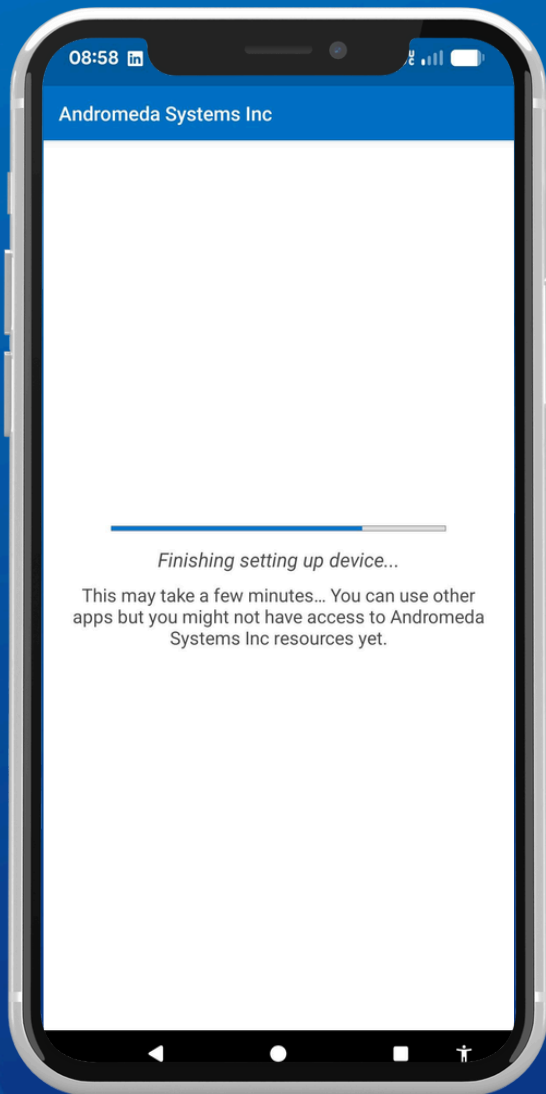 08:58 in
Andromeda Systems Inc
Finishing setting up device...
This may take a few minutes... You can use other
apps but you might not have access to Andromeda
Systems Inc resources yet.